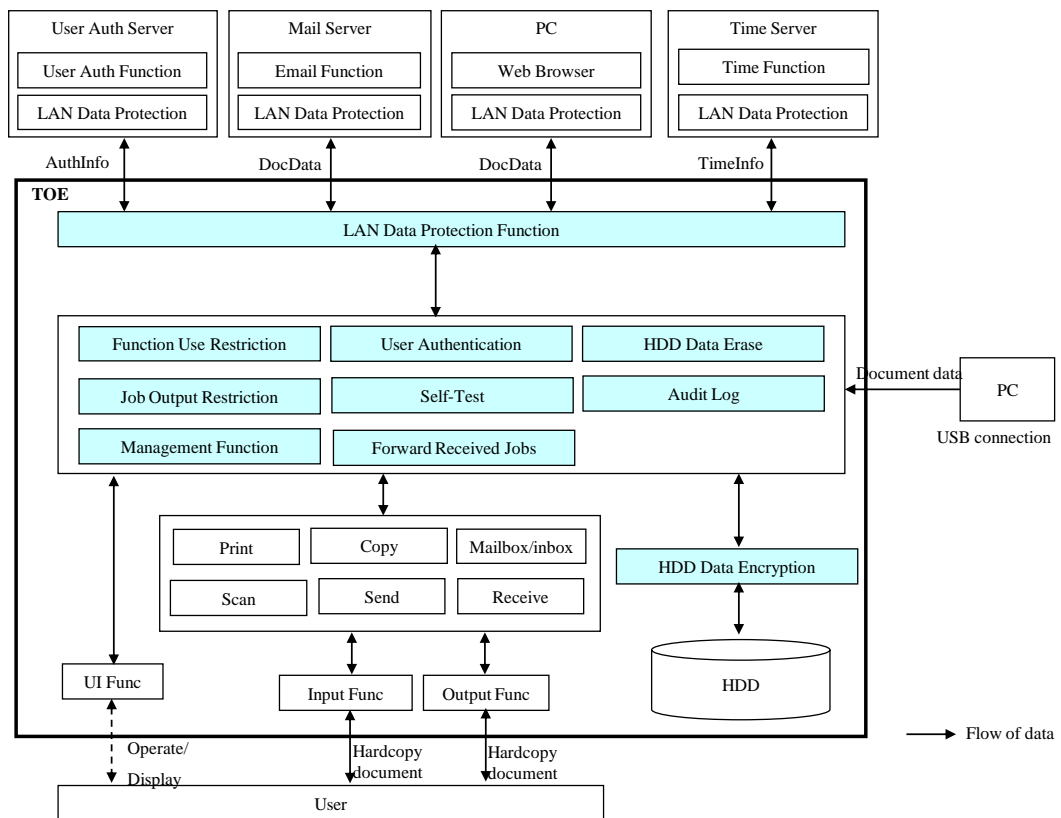 User Auth Server
Mail Server
PC
Time Server
User Auth Function
Email Function
Web Browser
Time Function
LAN Data Protection
LAN Data Protection
LAN Data Protection
LAN Data Protection
AuthInfo
DocData
DocData
TimeInfo
TOE
LAN Data Protection Function
Function Use Restriction
User Authentication
HDD Data Erase
Job Output Restriction
Self-Test
Audit Log
Management Function
Forward Received Jobs
Document data
PC
USB connection
Print
Copy
Mailbox/inbox
Scan
Send
Receive
HDD Data Encryption
HDD
UI Func
Input Func
Output Func
Flow of data
Operate/
Display
Hardcopy
document
Hardcopy
document
User